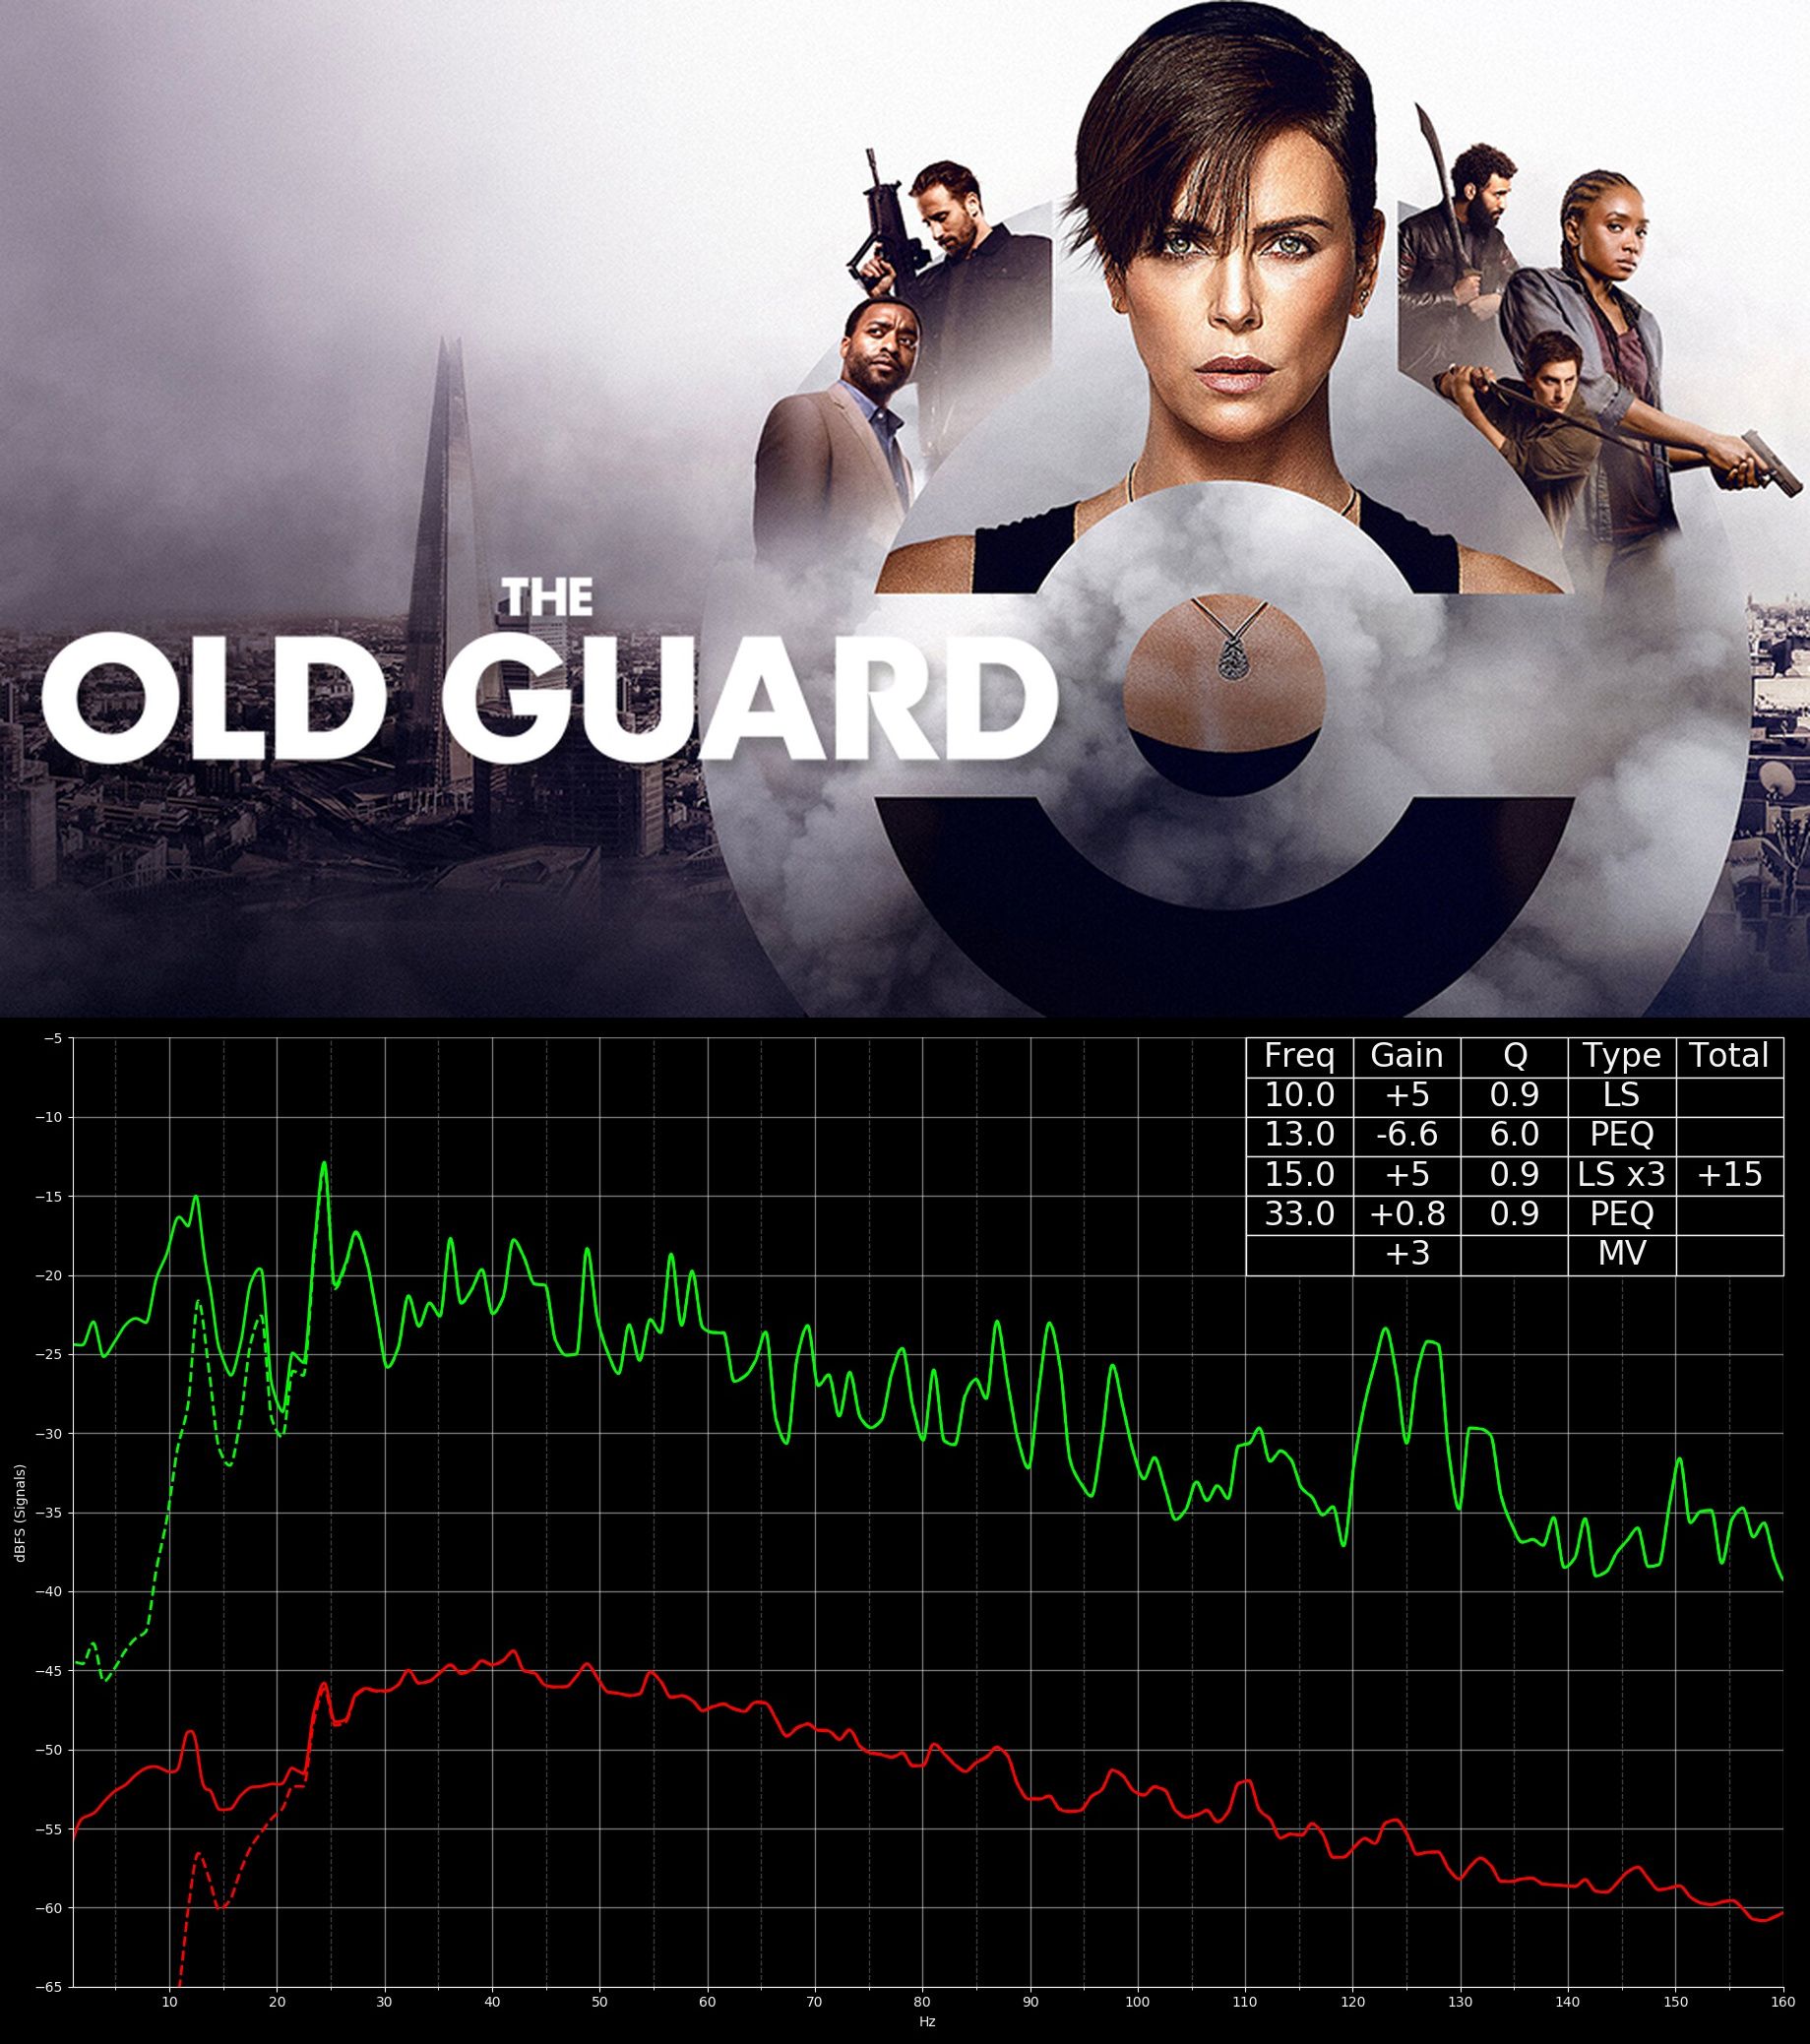 THE
OLD GUARD
Freq Gain Q Type Total
10.0 +5 0.9 LS
13.0 -6.6 6.0 PEQ
15.0 +5 0.9 LS x3 +15
33.0 +0.8 0.9 PEQ
+3 MV
−5
−10
−15
−20
−25
−30
−35
−40
−45
−50
−55
−60
−65
dBFS (Signals)
10 20 30 40 50 60 70 80 90 100 110 120 130 140 150 160
Hz